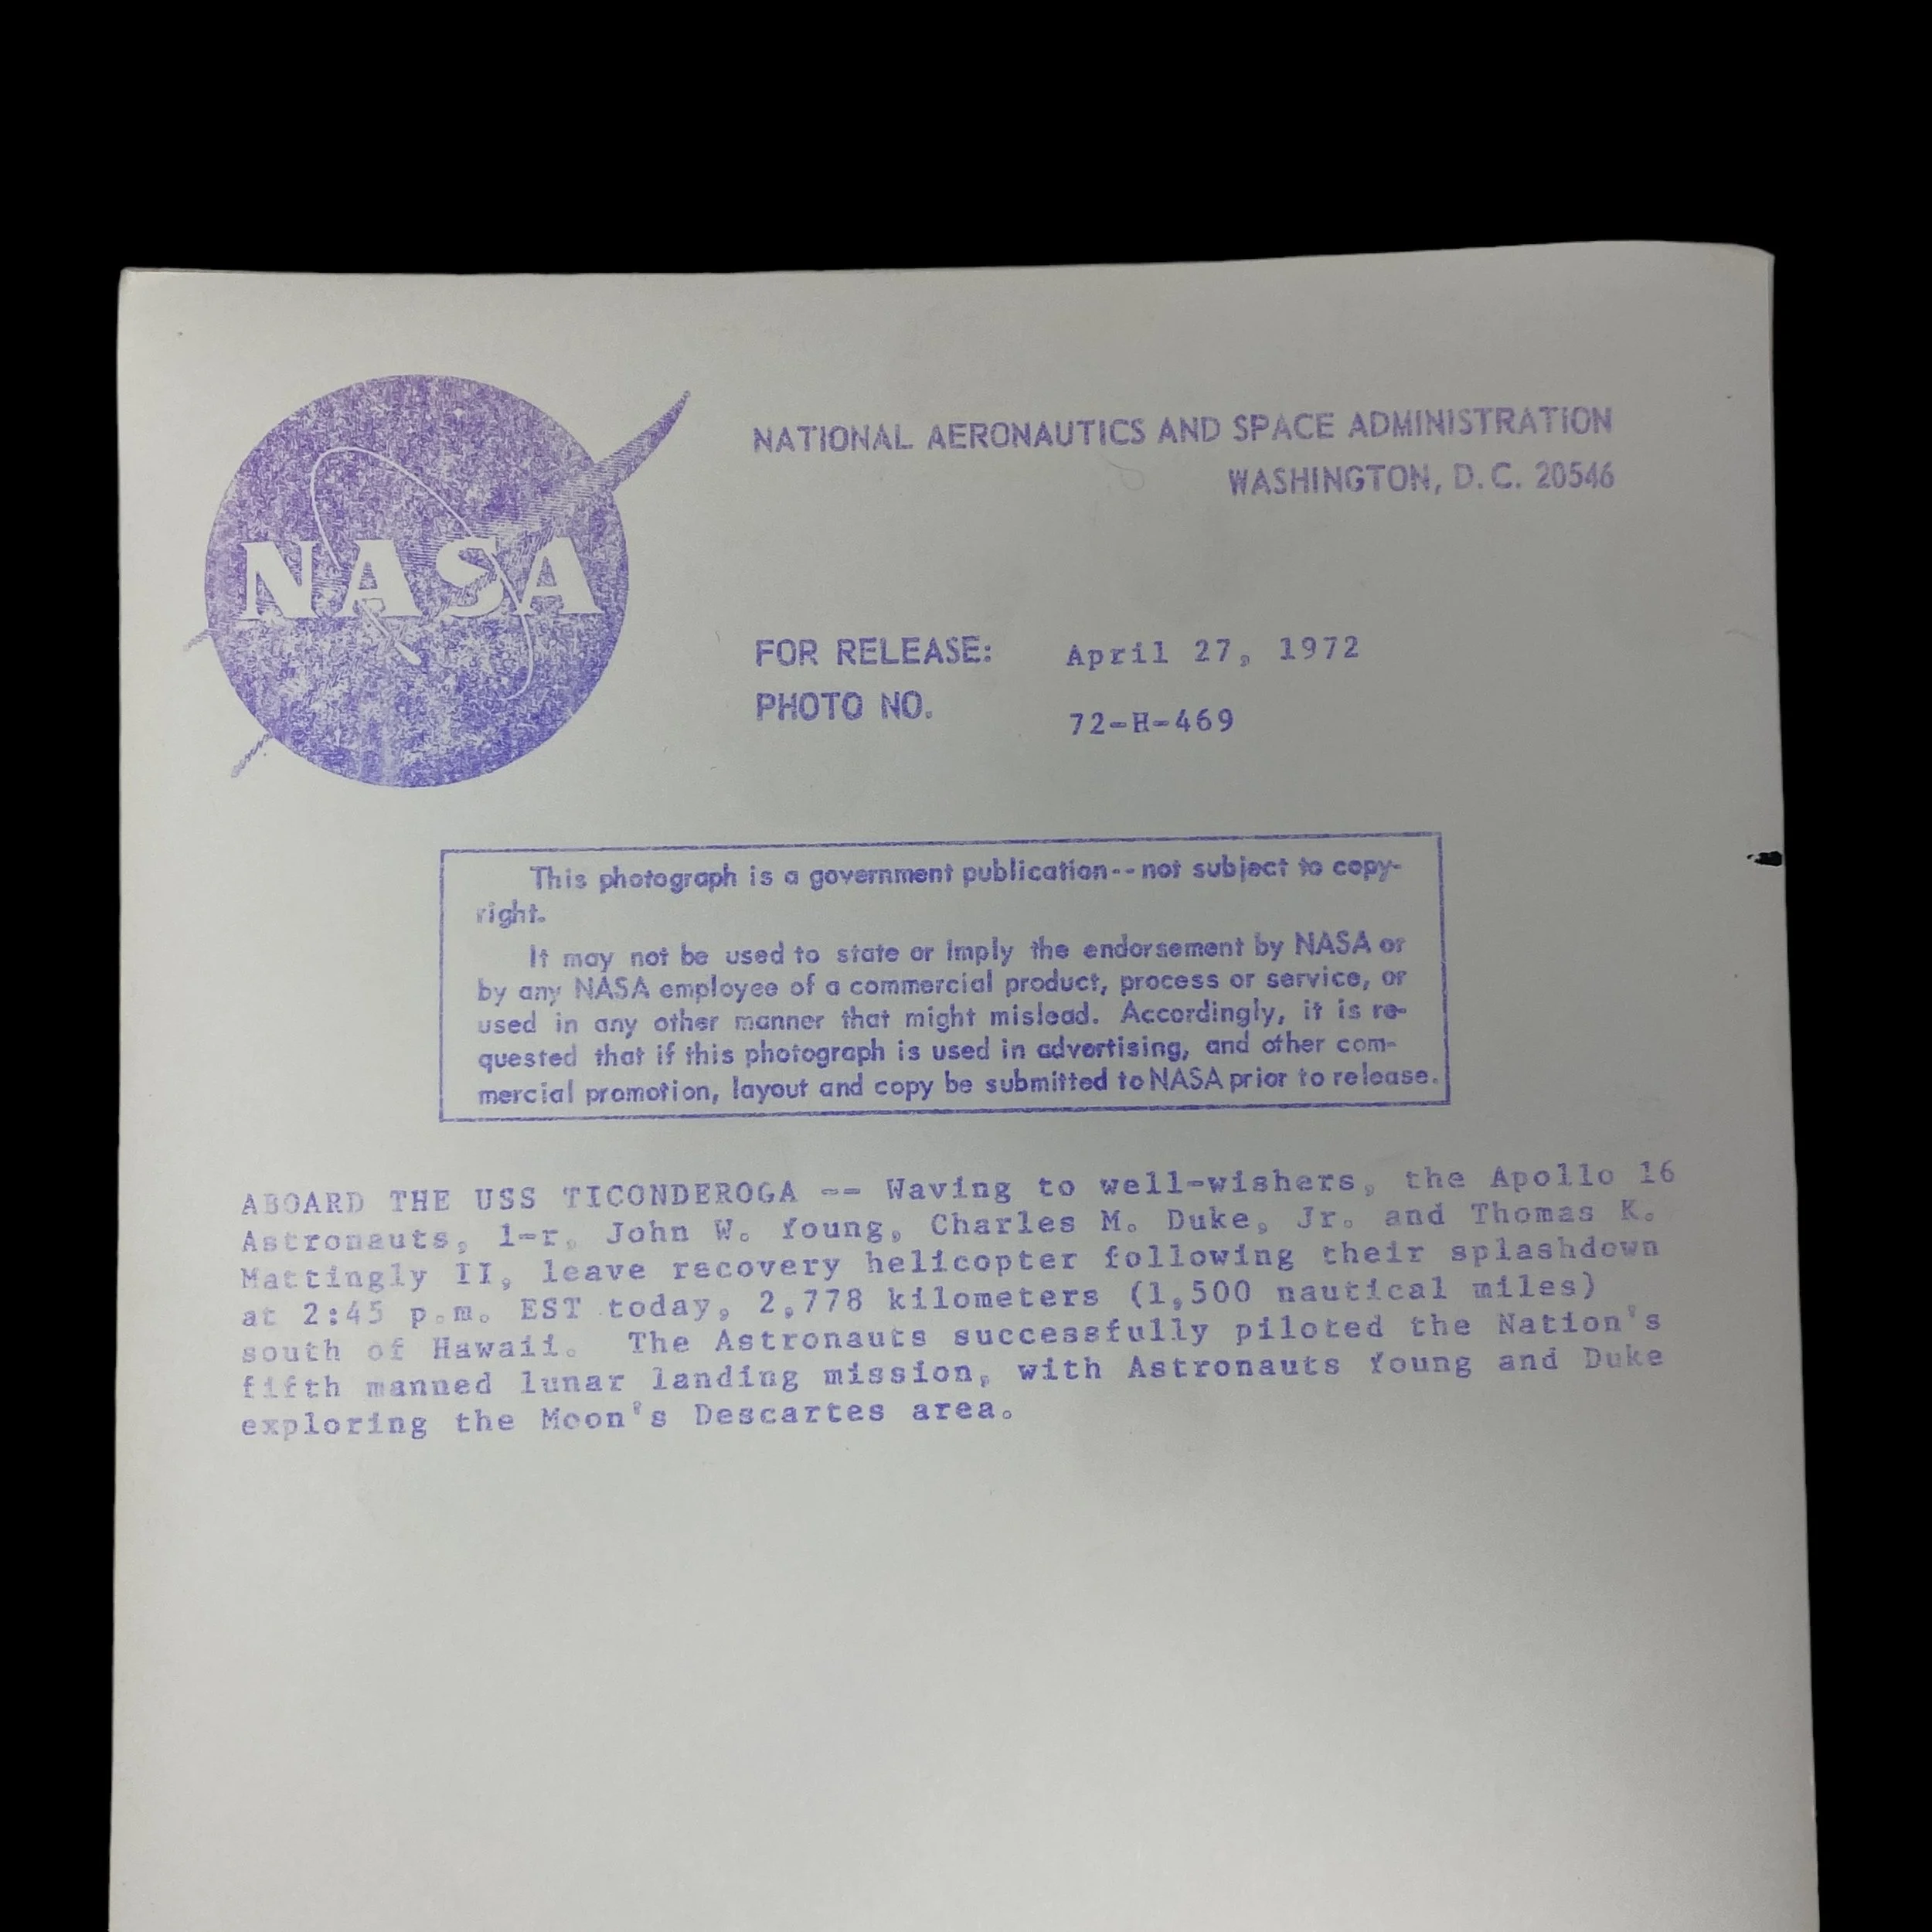 NASA
NATIONAL AERONAUTICS AND SPACE ADMINISTRATION
WASHINGTON, D.C. 20546
FOR RELEASE: April 27, 1972
PHOTO NO. 72-H-469
This photograph is a government publication--not subject to copy-
right.
It may not be used to state or imply the endorsement by NASA or
by any NASA employee of a commercial product, process or service, or
used in any other manner that might mislead. Accordingly, it is re-
quested that if this photograph is used in advertising, and other com-
mercial promotion, layout and copy be submitted to NASA prior to release.
ABOARD THE USS TICONDEROGA -- Waving to well-wishers, the Apollo 16
Astronauts, l-r, John W. Young, Charles M. Duke, Jr. and Thomas K.
Mattingly II, leave recovery helicopter following their splashdown
at 2:45 p.m. EST today, 2,778 kilometers (1,500 nautical miles)
south of Hawaii. The Astronauts successfully piloted the Nation's
fifth manned lunar landing mission, with Astronauts Young and Duke
exploring the Moon's Descartes area.